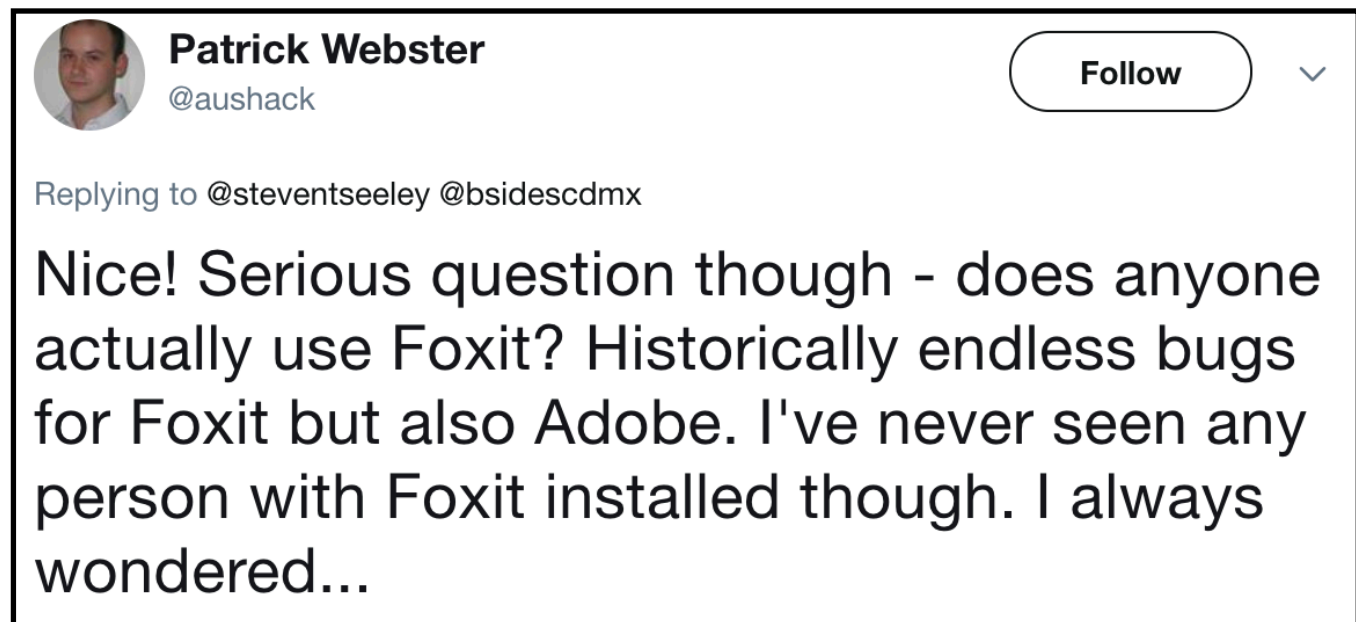 Patrick Webster
@aushack
Follow
Replying to @steventseeley @bsidescdmx
Nice! Serious question though - does anyone
actually use Foxit? Historically endless bugs
for Foxit but also Adobe. I've never seen any
person with Foxit installed though. I always
wondered...